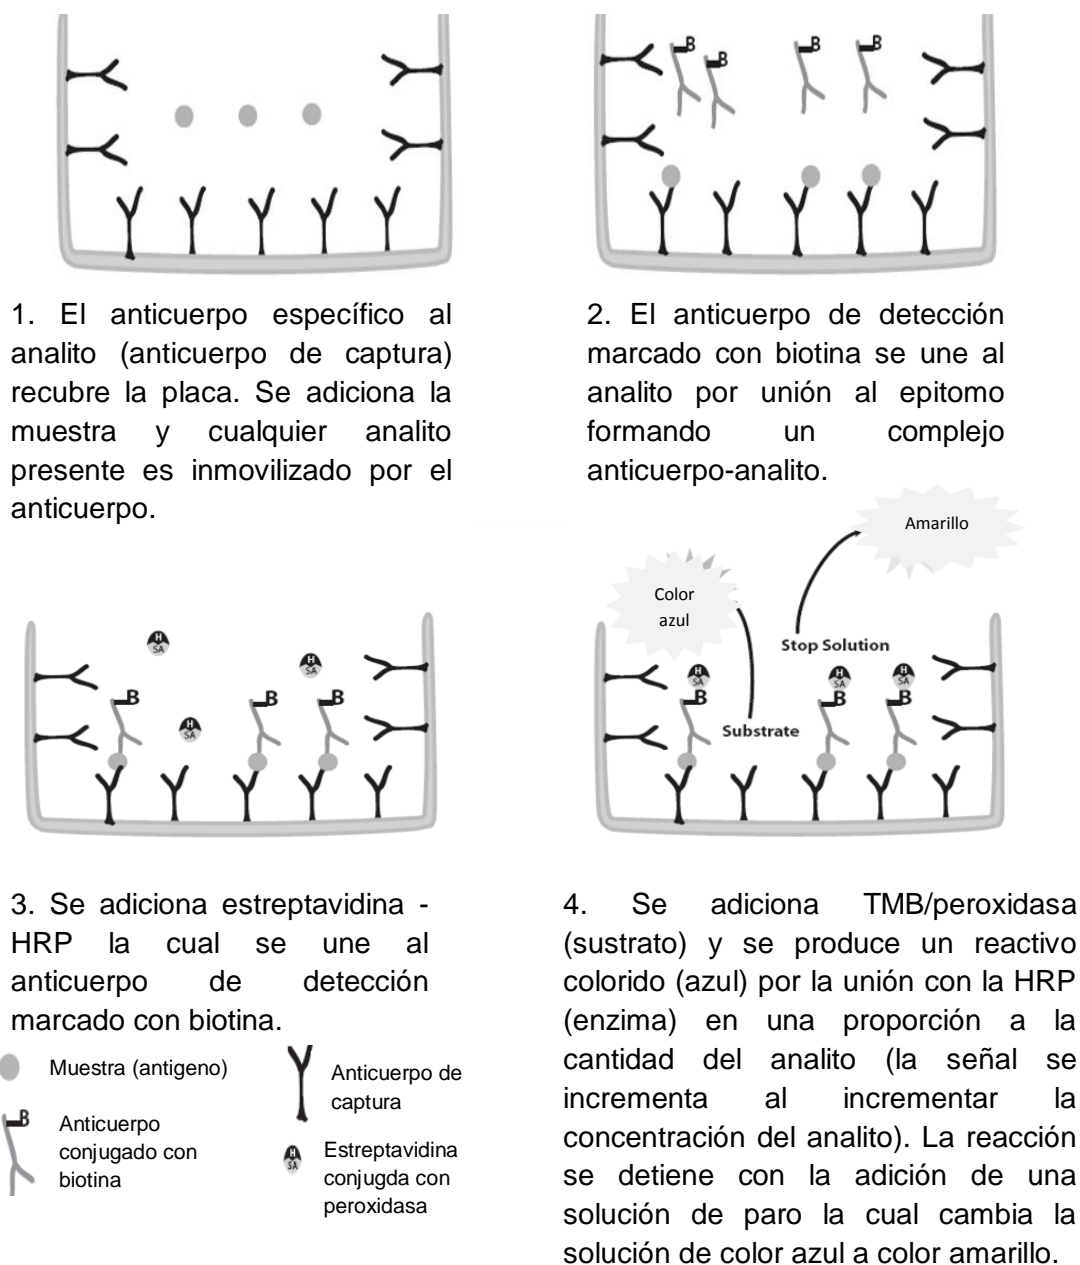 B
B
B
B
1. El anticuerpo específico al
analito (anticuerpo de captura)
recubre la placa. Se adiciona la
muestra y cualquier analito
presente es inmovilizado por el
anticuerpo.
2. El anticuerpo de detección
marcado con biotina se une al
analito por unión al epitomo
formando un complejo
anticuerpo-analito.
H
SA
H
SA
H
SA
B
B
B
Amarillo
Color
azul
Stop Solution
H
SA
H
SA
H
SA
B
B
B
Substrate
3. Se adiciona estreptavidina -
HRP la cual se une al
anticuerpo de detección
marcado con biotina.
Muestra (antigeno)
Anticuerpo de
captura
B
Anticuerpo
conjugado con
biotina
H
SA
Estreptavidina
conjugda con
peroxidasa
4. Se adiciona TMB/peroxidasa
(sustrato) y se produce un reactivo
colorido (azul) por la unión con la HRP
(enzima) en una proporción a la
cantidad del analito (la señal se
incrementa al incrementar la
concentración del analito). La reacción
se detiene con la adición de una
solución de paro la cual cambia la
solución de color azul a color amarillo.